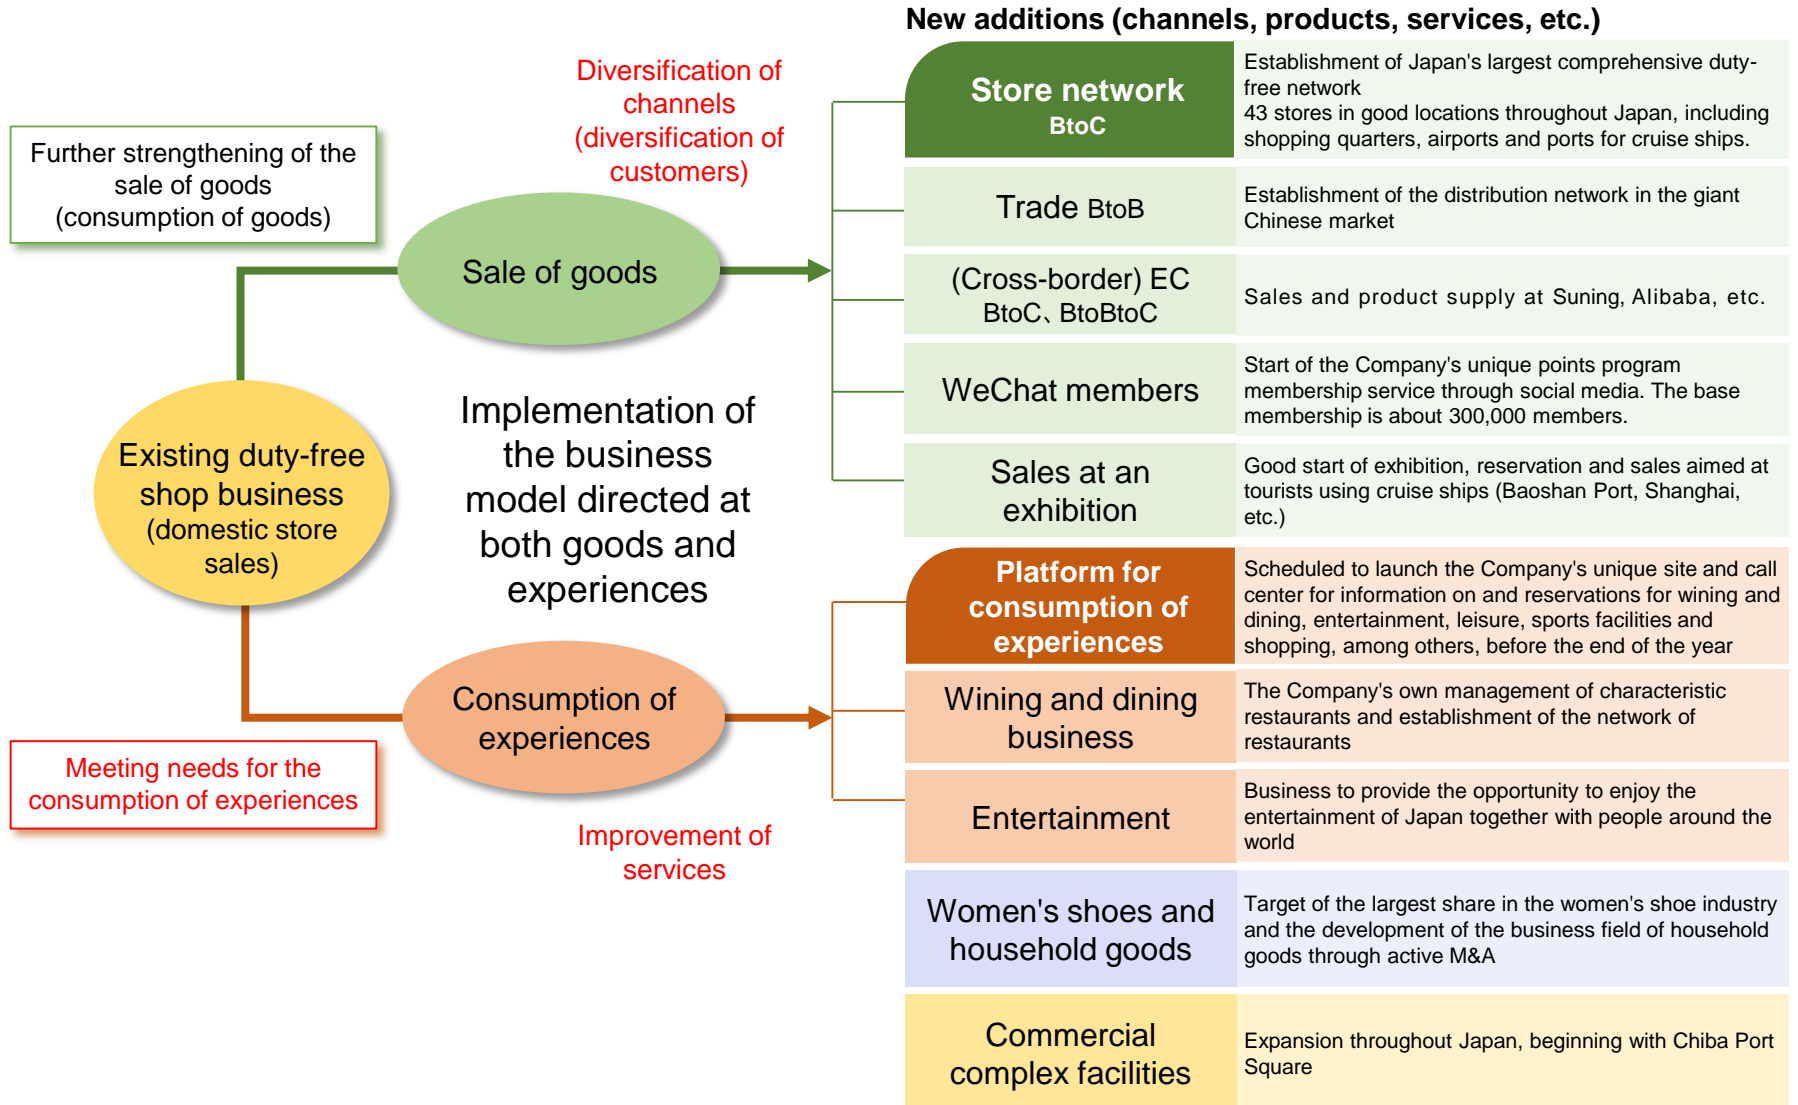 New additions (channels, products, services, etc.)
Diversification of
channels
(diversification of
customers)
Further strengthening of the
sale of goods
(consumption of goods)
Sale of goods
Existing duty-free
shop business
(domestic store
sales)
Implementation of
the business
model directed at
both goods and
experiences
Consumption of
experiences
Meeting needs for the
consumption of experiences
Improvement of
services
Store network
BtoC
Establishment of Japan's largest comprehensive duty-
free network
43 stores in good locations throughout Japan, including
shopping quarters, airports and ports for cruise ships.
Trade BtoB
Establishment of the distribution network in the giant
Chinese market
(Cross-border) EC
BtoC、BtoBtoC
Sales and product supply at Suning, Alibaba, etc.
WeChat members
Start of the Company's unique points program
membership service through social media. The base
membership is about 300,000 members.
Sales at an
exhibition
Good start of exhibition, reservation and sales aimed at
tourists using cruise ships (Baoshan Port, Shanghai,
etc.)
Platform for
consumption of
experiences
Scheduled to launch the Company's unique site and call
center for information on and reservations for wining and
dining, entertainment, leisure, sports facilities and
shopping, among others, before the end of the year
Wining and dining
business
The Company's own management of characteristic
restaurants and establishment of the network of
restaurants
Entertainment
Business to provide the opportunity to enjoy the
entertainment of Japan together with people around the
world
Women's shoes and
household goods
Target of the largest share in the women's shoe industry
and the development of the business field of household
goods through active M&A
Commercial
complex facilities
Expansion throughout Japan, beginning with Chiba Port
Square